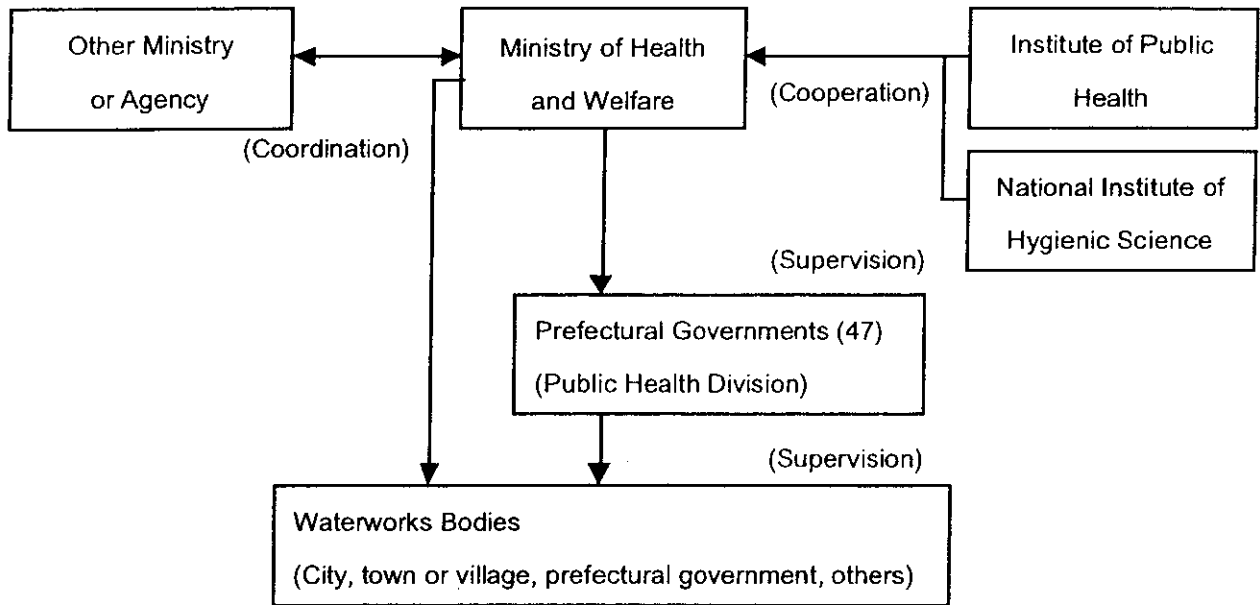 Other Ministry
or Agency
Ministry of Health
and Welfare
Institute of Public
Health
(Cooperation)
(Coordination)
National Institute of
Hygienic Science
(Supervision)
Prefectural Governments (47)
(Public Health Division)
(Supervision)
Waterworks Bodies
(City, town or village, prefectural government, others)